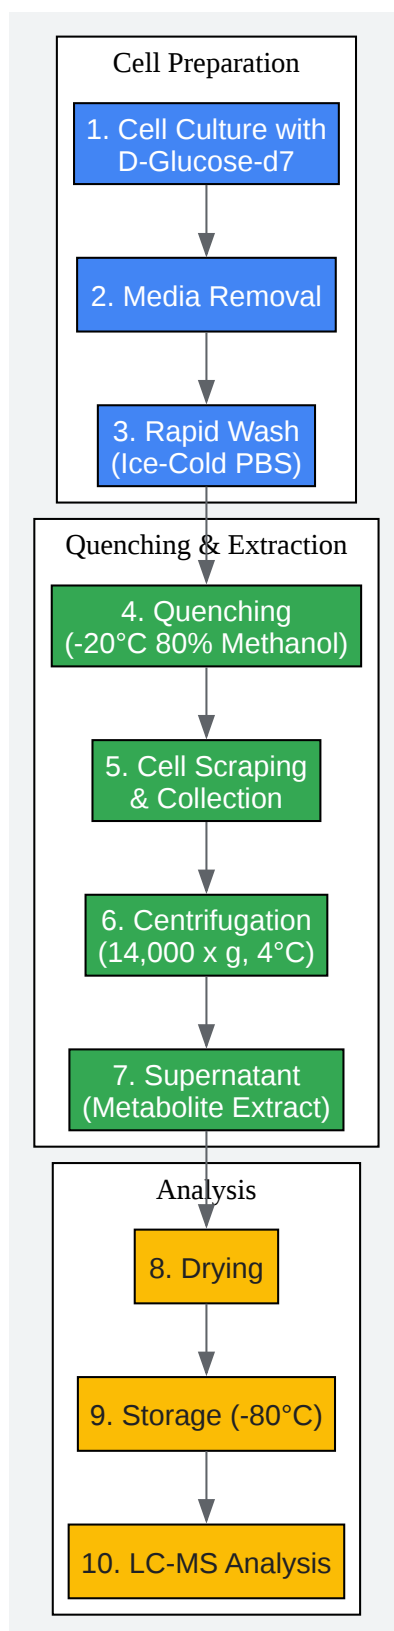 Cell Preparation
1. Cell Culture with
D-Glucose-d7
2. Media Removal
3. Rapid Wash
(Ice-Cold PBS)
Quenching & Extraction
4. Quenching
(-20°C 80% Methanol)
5. Cell Scraping
& Collection
6. Centrifugation
(14,000 x g, 4°C)
7. Supernatant
(Metabolite Extract)
Analysis
8. Drying
9. Storage (-80°C)
10. LC-MS Analysis